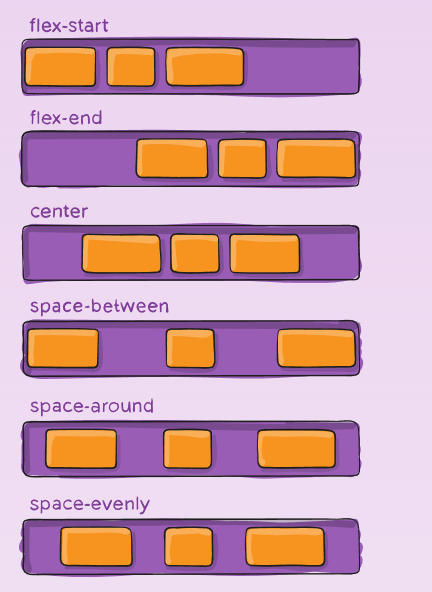 flex-start
flex-end
center
space-between
space-around
space-evenly